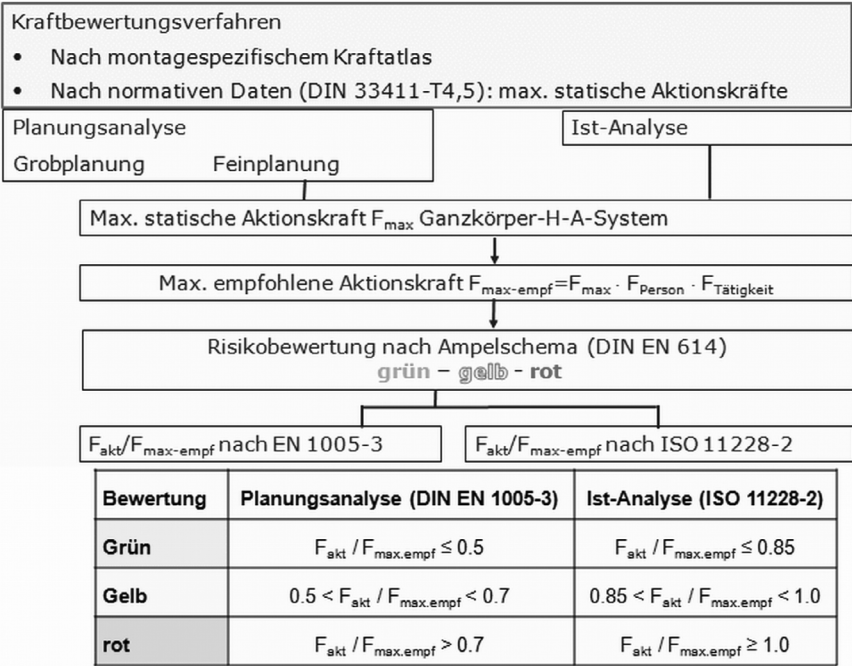 Kraftbewertungsverfahren
• Nach montagespezifischem Kraftatlas
• Nach normativen Daten (DIN 33411-T4,5): max. statische Aktionskräfte
Planungsanalyse
Grobplanung Feinplanung
Ist-Analyse
Max. statische Aktionskraft Fmax Ganzkörper-H-A-System
Max. empfohlene Aktionskraft Fmax-empf=Fmax · FPerson · FTätigkeit
Risikobewertung nach Ampelschema (DIN EN 614)
grün – gelb - rot
Fakt/Fmax-empf nach EN 1005-3
Fakt/Fmax-empf nach ISO 11228-2
Bewertung Planungsanalyse (DIN EN 1005-3) Ist-Analyse (ISO 11228-2)
Grün Fakt / Fmax.empf ≤ 0.5 Fakt / Fmax.empf ≤ 0.85
Gelb 0.5 < Fakt / Fmax.empf < 0.7 0.85 < Fakt / Fmax.empf < 1.0
rot Fakt / Fmax.empf > 0.7 Fakt / Fmax.empf ≥ 1.0